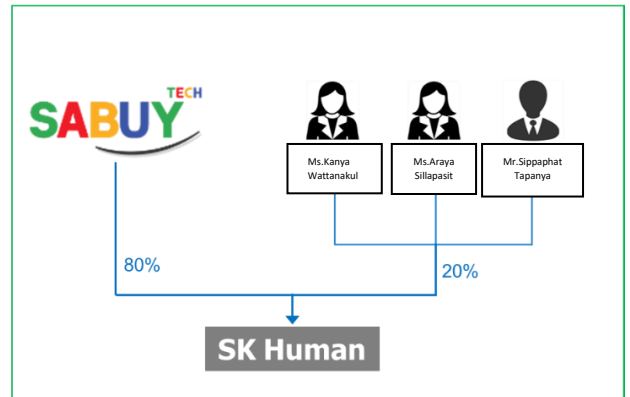 SABUY TECH
Ms.Kanya
Wattanakul
Ms.Araya
Sillapasit
Mr.Sippaphat
Tapanya
80%
20%
SK Human